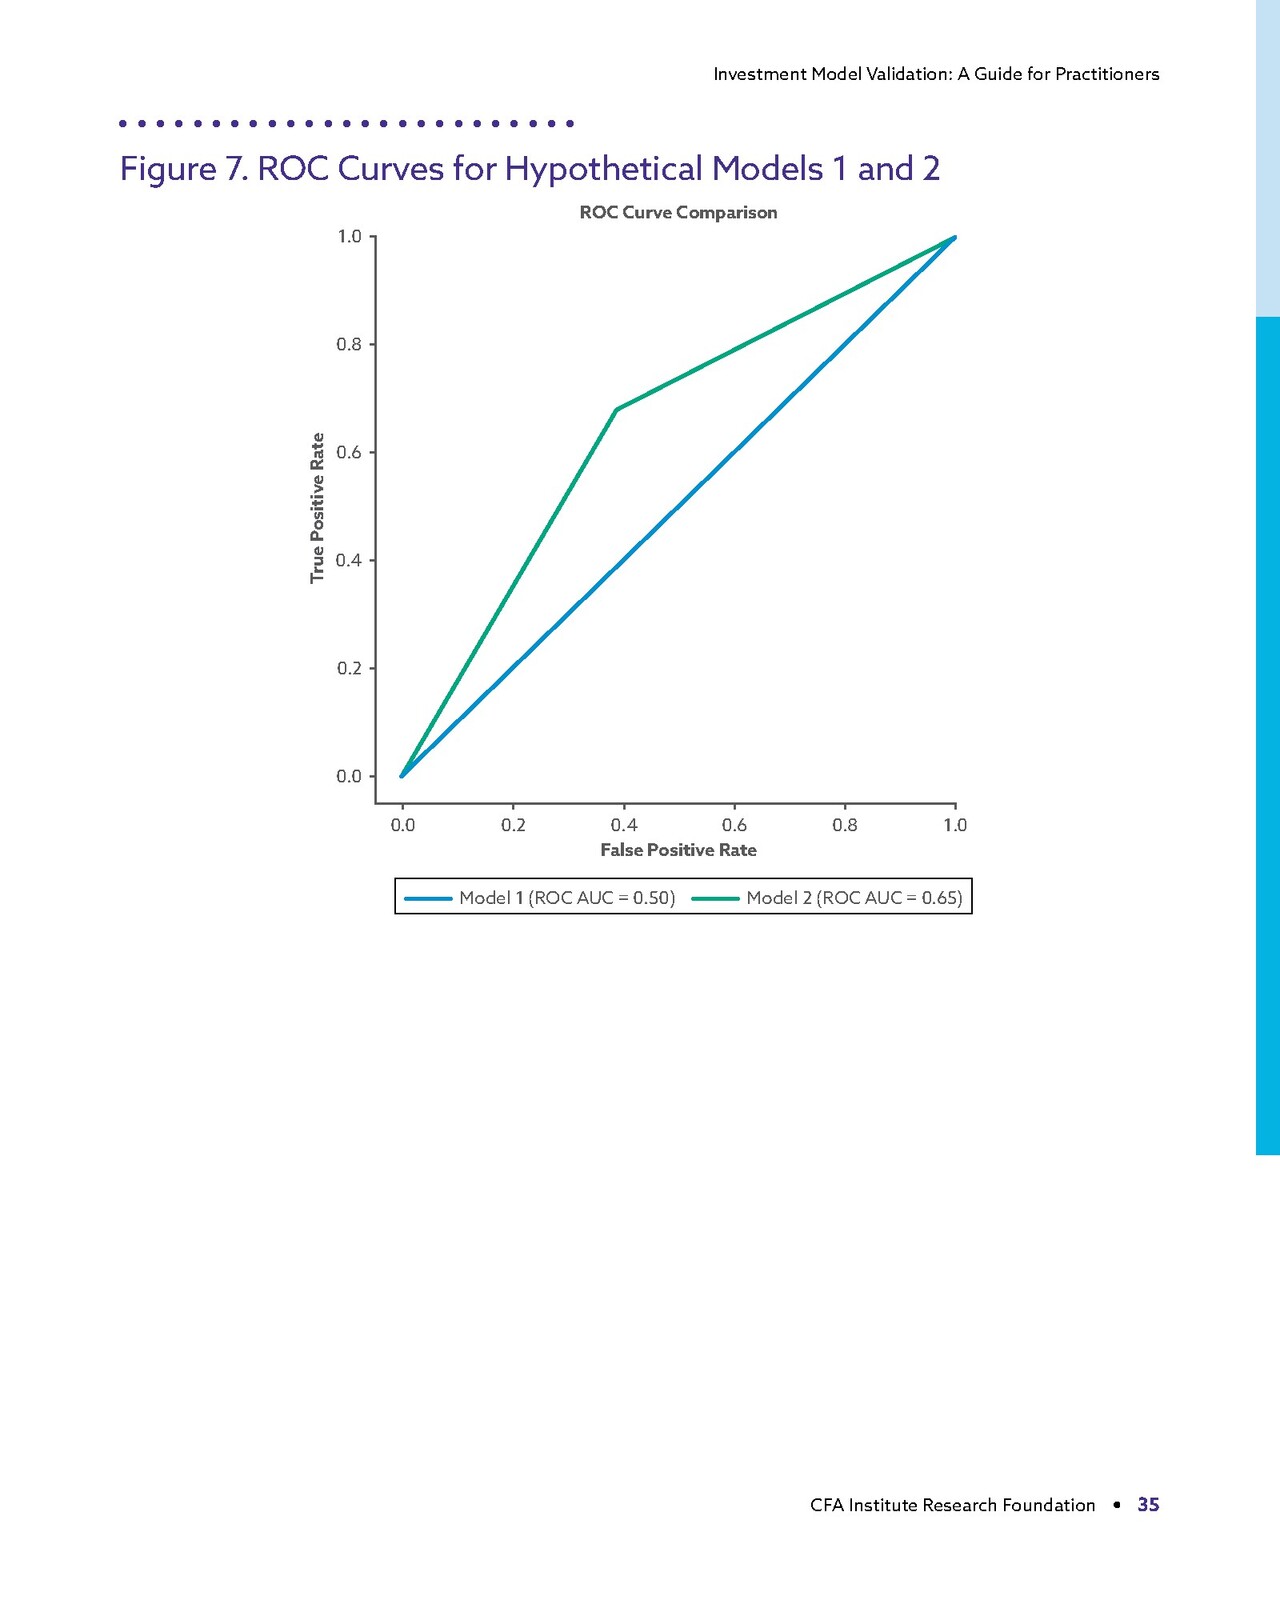 Investment Model Validation: A Guide for Practitioners
Figure 7. ROC Curves for Hypothetical Models 1 and 2
ROC Curve Comparison
1.0
0.8
0.6
0.4
0.2
0.0
True Positive Rate
0.0 0.2 0.4 0.6 0.8 1.0
False Positive Rate
Model 1 (ROC AUC = 0.50) Model 2 (ROC AUC = 0.65)
CFA Institute Research Foundation • 35